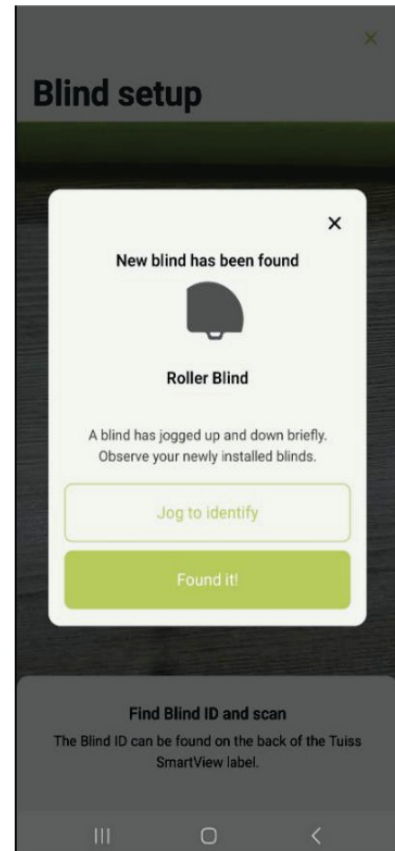 Blind setup
New blind has been found
Roller Blind
A blind has jogged up and down briefly.
Observe your newly installed blinds.
Jog to identify
Found it!
Find Blind ID and scan
The Blind ID can be found on the back of the Tuiss
SmartView label.